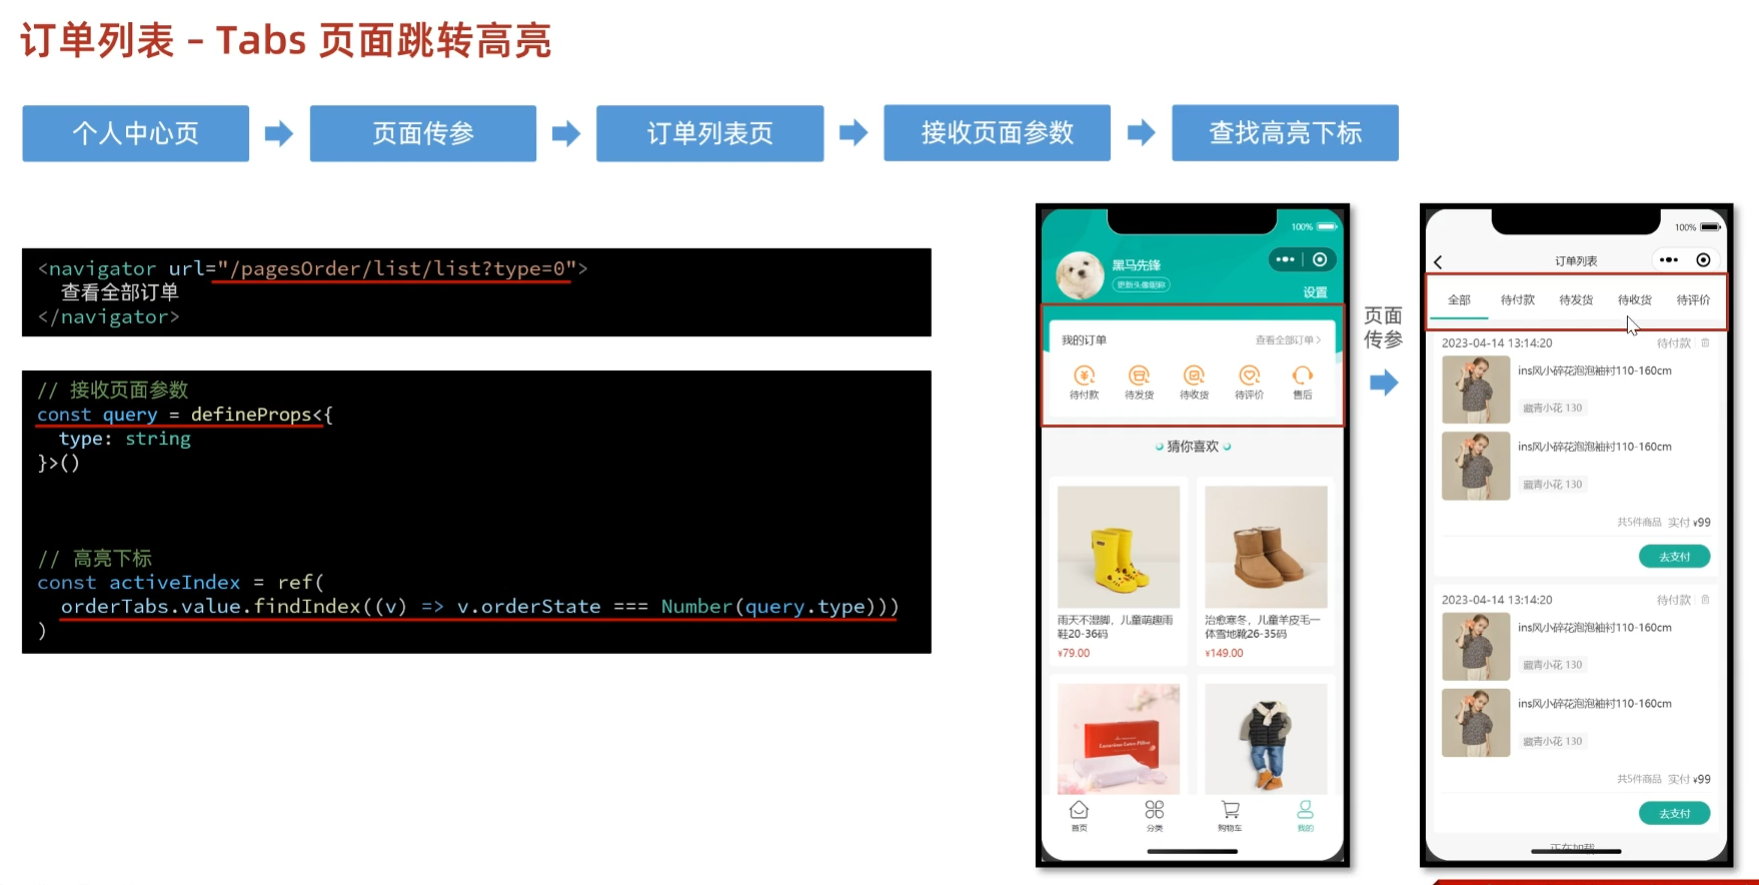 订单列表 – Tabs 页面跳转高亮
个人中心页
页面传参
订单列表页
接收页面参数
查找高亮下标
<navigator url="/pagesOrder/list/list?type=0">
查看全部订单
</navigator>
// 接收页面参数
const query = defineProps<{
type: string
}>()
// 高亮下标
const activeIndex = ref(
orderTabs.value.findIndex((v) => v.orderState === Number(query.type)))
)
100%
黑马先锋
更新头像昵称
设置
我的订单
查看全部订单 >
待付款 待发货 待收货 待评价 售后
猜你喜欢
雨天不湿脚，儿童萌趣雨
鞋20-36码
¥79.00
治愈寒冬，儿童羊皮毛一
体雪地靴26-35码
¥149.00
首页 分类 购物车 我的
页面
传参
100%
订单列表
全部 待付款 待发货 待收货 待评价
2023-04-14 13:14:20 待付款
ins风小碎花泡泡袖衬110-160cm
藏青小花 130
ins风小碎花泡泡袖衬110-160cm
藏青小花 130
共5件商品 实付 ¥99
去支付
2023-04-14 13:14:20 待付款
ins风小碎花泡泡袖衬110-160cm
藏青小花 130
ins风小碎花泡泡袖衬110-160cm
藏青小花 130
共5件商品 实付 ¥99
去支付
正在加载